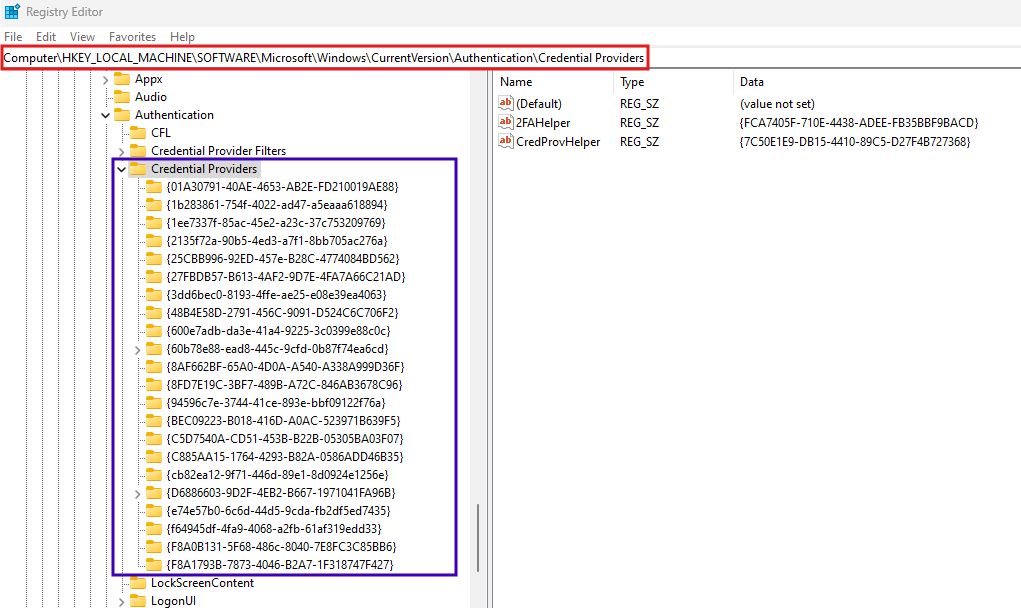 Registry Editor
File Edit View Favorites Help
Computer\HKEY_LOCAL_MACHINE\SOFTWARE\Microsoft\Windows\CurrentVersion\Authentication\Credential Providers
Appx
Audio
Authentication
CFL
Credential Provider Filters
Credential Providers
{01A30791-40AE-4653-AB2E-FD210019AE88}
{1b283861-754f-4022-ad47-a5eaaa618894}
{1ee7337f-85ac-45e2-a23c-37c753209769}
{2135f72a-90b5-4ed3-a7f1-8bb705ac276a}
{25CBB996-92ED-457e-B28C-4774084BD562}
{27FBDB57-B613-4AF2-9D7E-4FA7A66C21AD}
{3dd6bec0-8193-4ffe-ae25-e08e39ea4063}
{48B4E58D-2791-456C-9091-D524C6C706F2}
{600e7adb-da3e-41a4-9225-3c0399e88c0c}
{60b78e88-ead8-445c-9cfd-0b87f74ea6cd}
{8AF662BF-65A0-4D0A-A540-A338A999D36F}
{8FD7E19C-3BF7-489B-A72C-846AB3678C96}
{94596c7e-3744-41ce-893e-bbf09122f76a}
{BEC09223-B018-416D-A0AC-523971B639F5}
{C5D7540A-CD51-453B-B22B-05305BA03F07}
{C885AA15-1764-4293-B82A-0586ADD46B35}
{cb82ea12-9f71-446d-89e1-8d0924e1256e}
{D6886603-9D2F-4EB2-B667-1971041FA96B}
{e74e57b0-6c6d-44d5-9cda-fb2df5ed7435}
{f64945df-4fa9-4068-a2fb-61af319edd33}
{F8A0B131-5F68-486c-8040-7E8FC3C85BB6}
{F8A1793B-7873-4046-B2A7-1F318747F427}
LockScreenContent
LogonUI
Name Type Data
(Default) REG_SZ (value not set)
2FAHelper REG_SZ {FCA7405F-710E-4438-ADEE-FB35BBF9BACD}
CredProvHelper REG_SZ {7C50E1E9-DB15-4410-89C5-D27F4B727368}